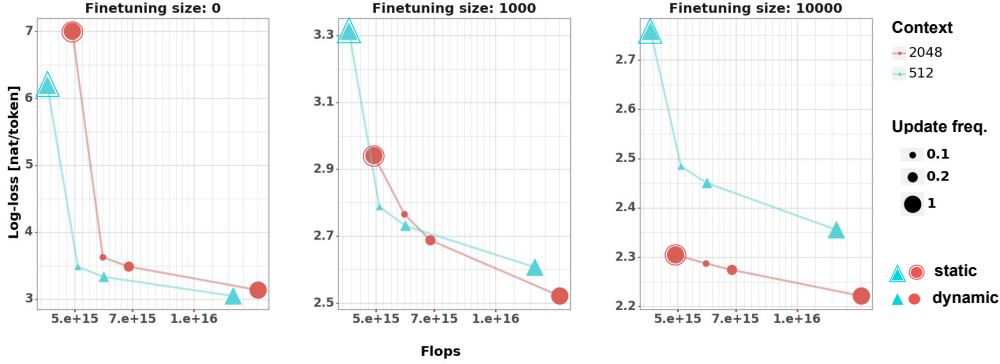 Finetuning size: 0
Finetuning size: 1000
Finetuning size: 10000
Log-loss [nat/token]
7
6
5
4
3
3.3
3.1
2.9
2.7
2.5
2.7
2.6
2.5
2.4
2.3
2.2
5.e+15 7.e+15 1.e+16
5.e+15 7.e+15 1.e+16
5.e+15 7.e+15 1.e+16
Flops
Context
2048
512
Update freq.
0.1
0.2
1
static
dynamic